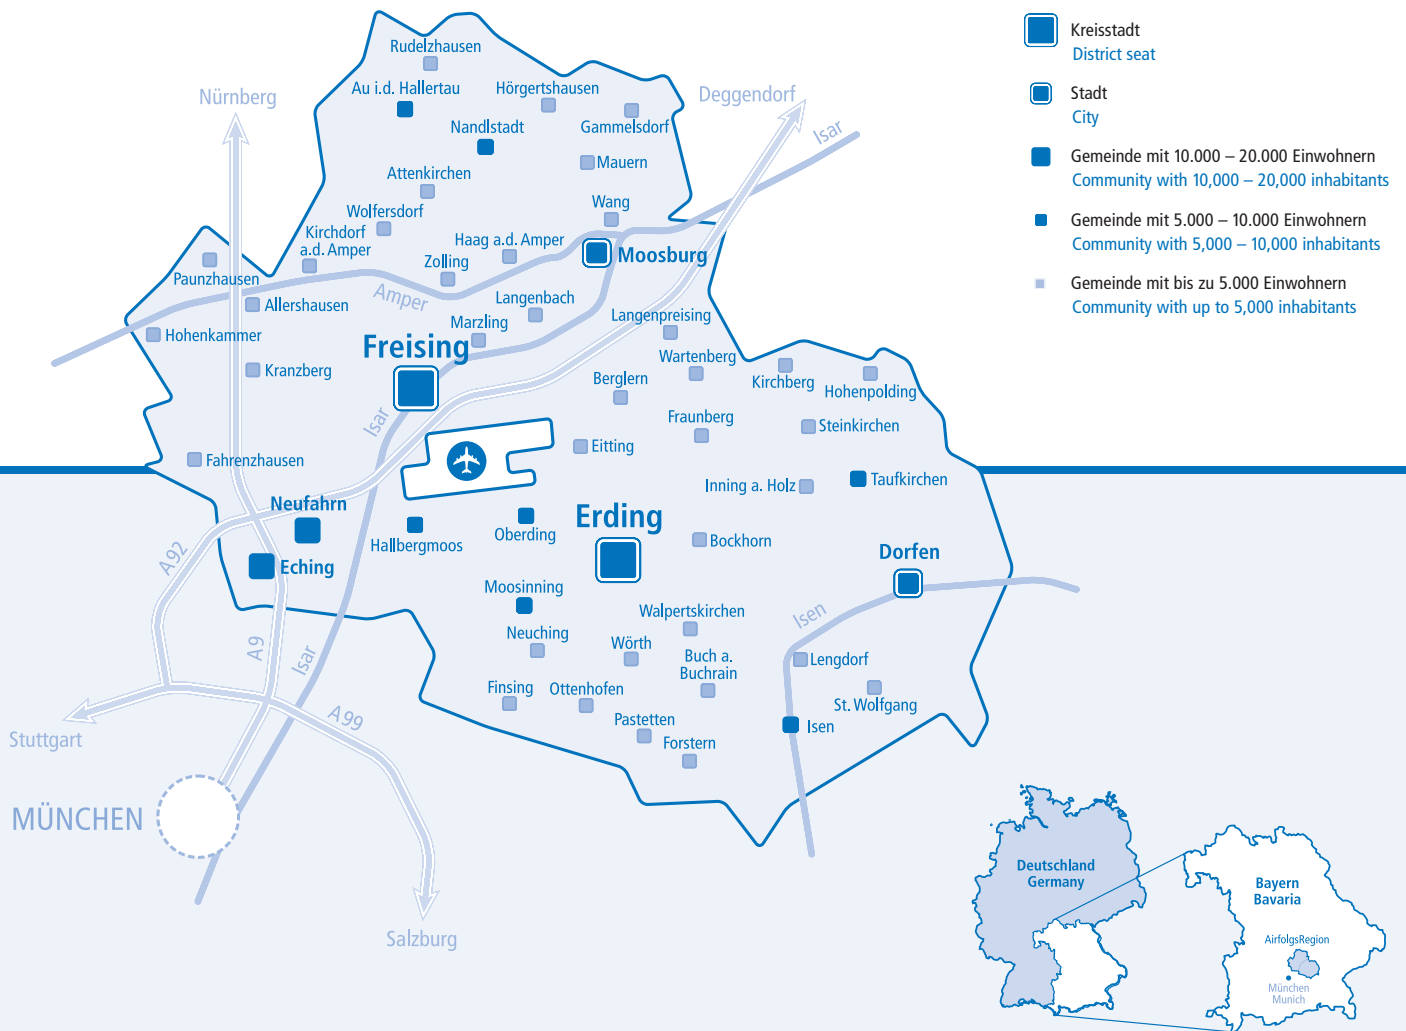 Kreisstadt
District seat
Stadt
City
Gemeinde mit 10.000 – 20.000 Einwohnern
Community with 10,000 – 20,000 inhabitants
Gemeinde mit 5.000 – 10.000 Einwohnern
Community with 5,000 – 10,000 inhabitants
Gemeinde mit bis zu 5.000 Einwohnern
Community with up to 5,000 inhabitants
Rudelzhausen
Au i.d. Hallertau
Hörgertshausen
Nürnberg
Deggendorf
Nandlstadt
Gammelsdorf
Isar
Mauern
Attenkirchen
Wolfersdorf
Wang
Kirchdorf
a.d. Amper
Haag a.d. Amper
Moosburg
Zolling
Paunzhausen
Amper
Allershausen
Langenbach
Langenpreising
Marzling
Hohenkammer
Freising
Wartenberg
Kranzberg
Berglern
Kirchberg
Hohenpolding
Isar
Fraunberg
Steinkirchen
Eitting
Fahrenzhausen
Inning a. Holz
Taufkirchen
Neufahrn
Erding
Hallbergmoos
Oberding
Bockhorn
Dorfen
A92
Eching
Moosinning
Walpertskirchen
Isen
Neuching
Wörth
A9
Isar
Buch a.
Buchrain
Lengdorf
Finsing
Ottenhofen
St. Wolfgang
Pastetten
Isen
A99
Forstern
Stuttgart
MÜNCHEN
Salzburg
Deutschland
Germany
Bayern
Bavaria
AirfolgsRegion
München
Munich